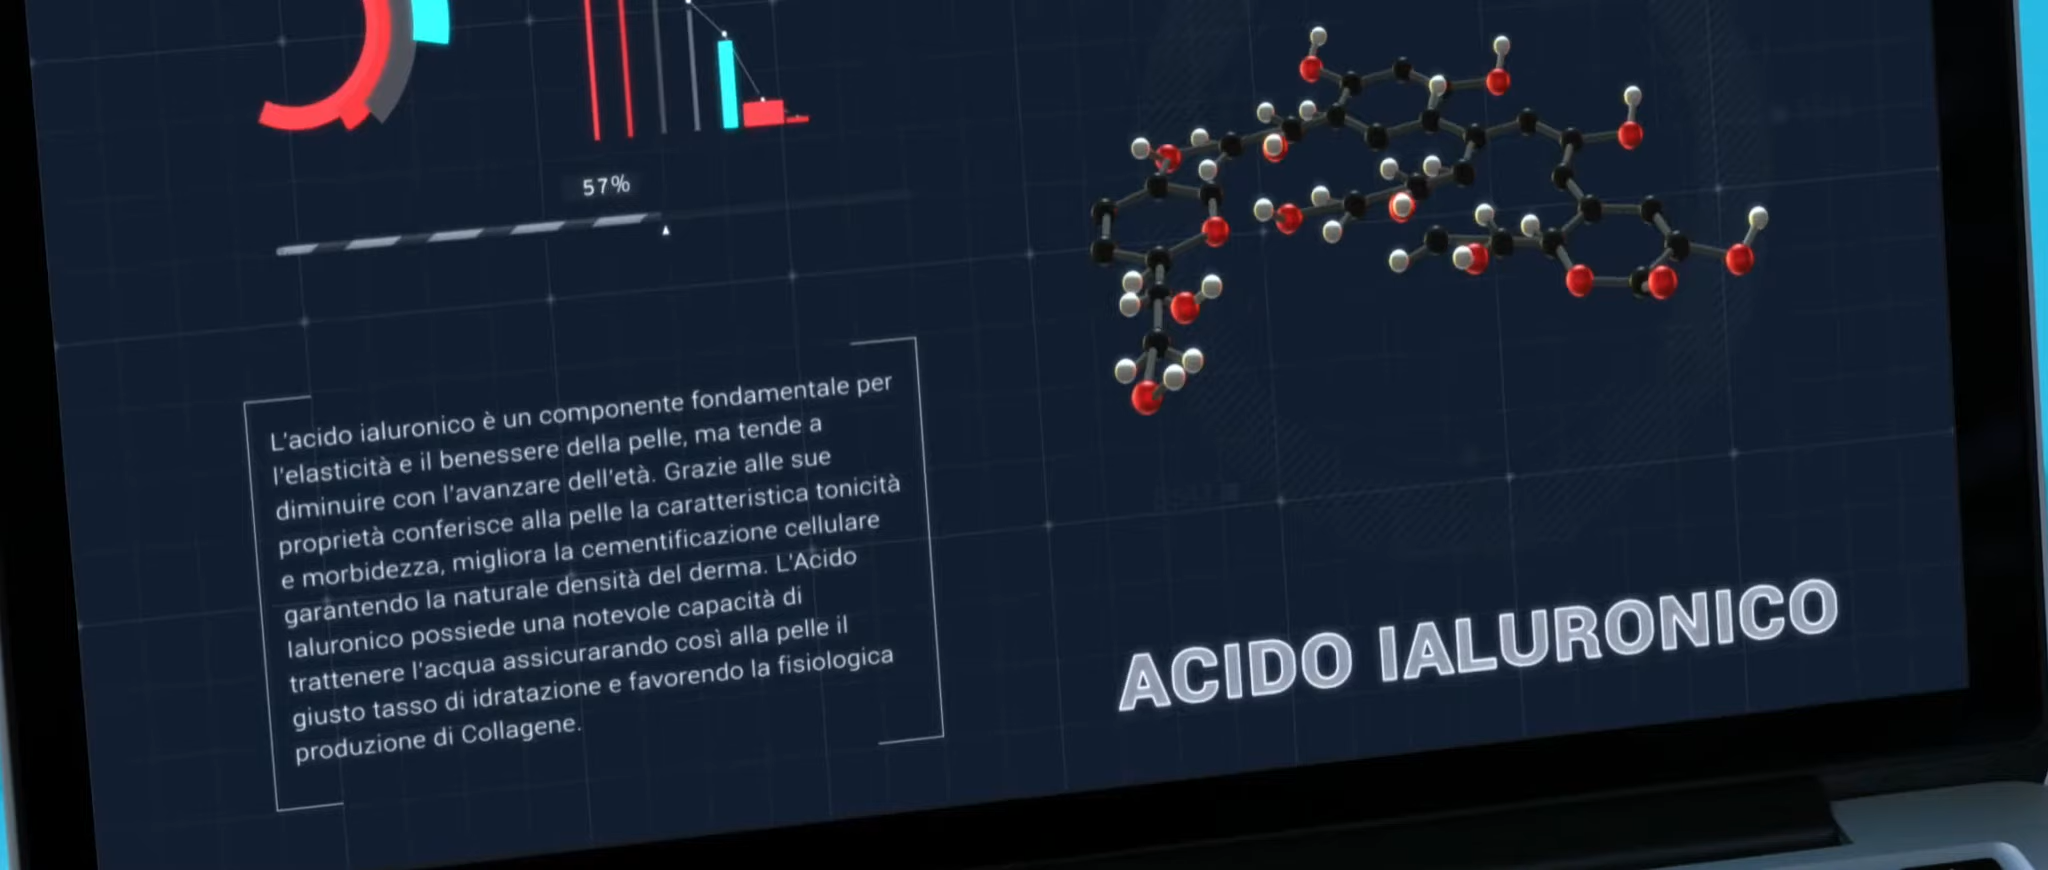 57%
L'acido ialuronico è un componente fondamentale per
l'elasticità e il benessere della pelle, ma tende a
diminuire con l'avanzare dell'età. Grazie alle sue
proprietà conferisce alla pelle la caratteristica tonicità
e morbidezza, migliora la cementificazione cellulare
garantendo la naturale densità del derma. L'Acido
Ialuronico possiede una notevole capacità di
trattenere l'acqua assicurarando così alla pelle il
giusto tasso di idratazione e favorendo la fisiologica
produzione di Collagene.
ACIDO IALURONICO